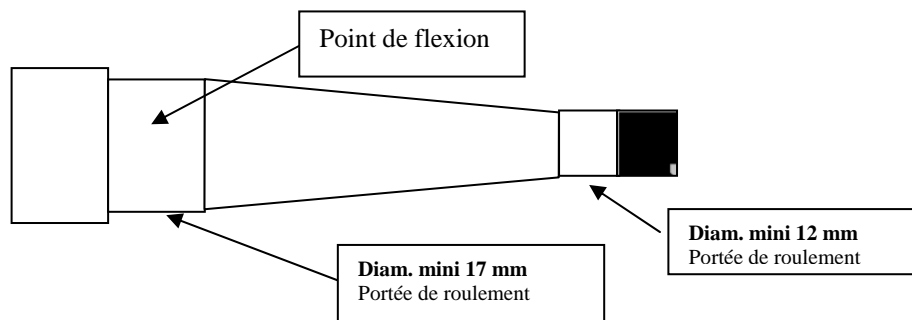 Point de flexion
Diam. mini 12 mm
Portée de roulement
Diam. mini 17 mm
Portée de roulement